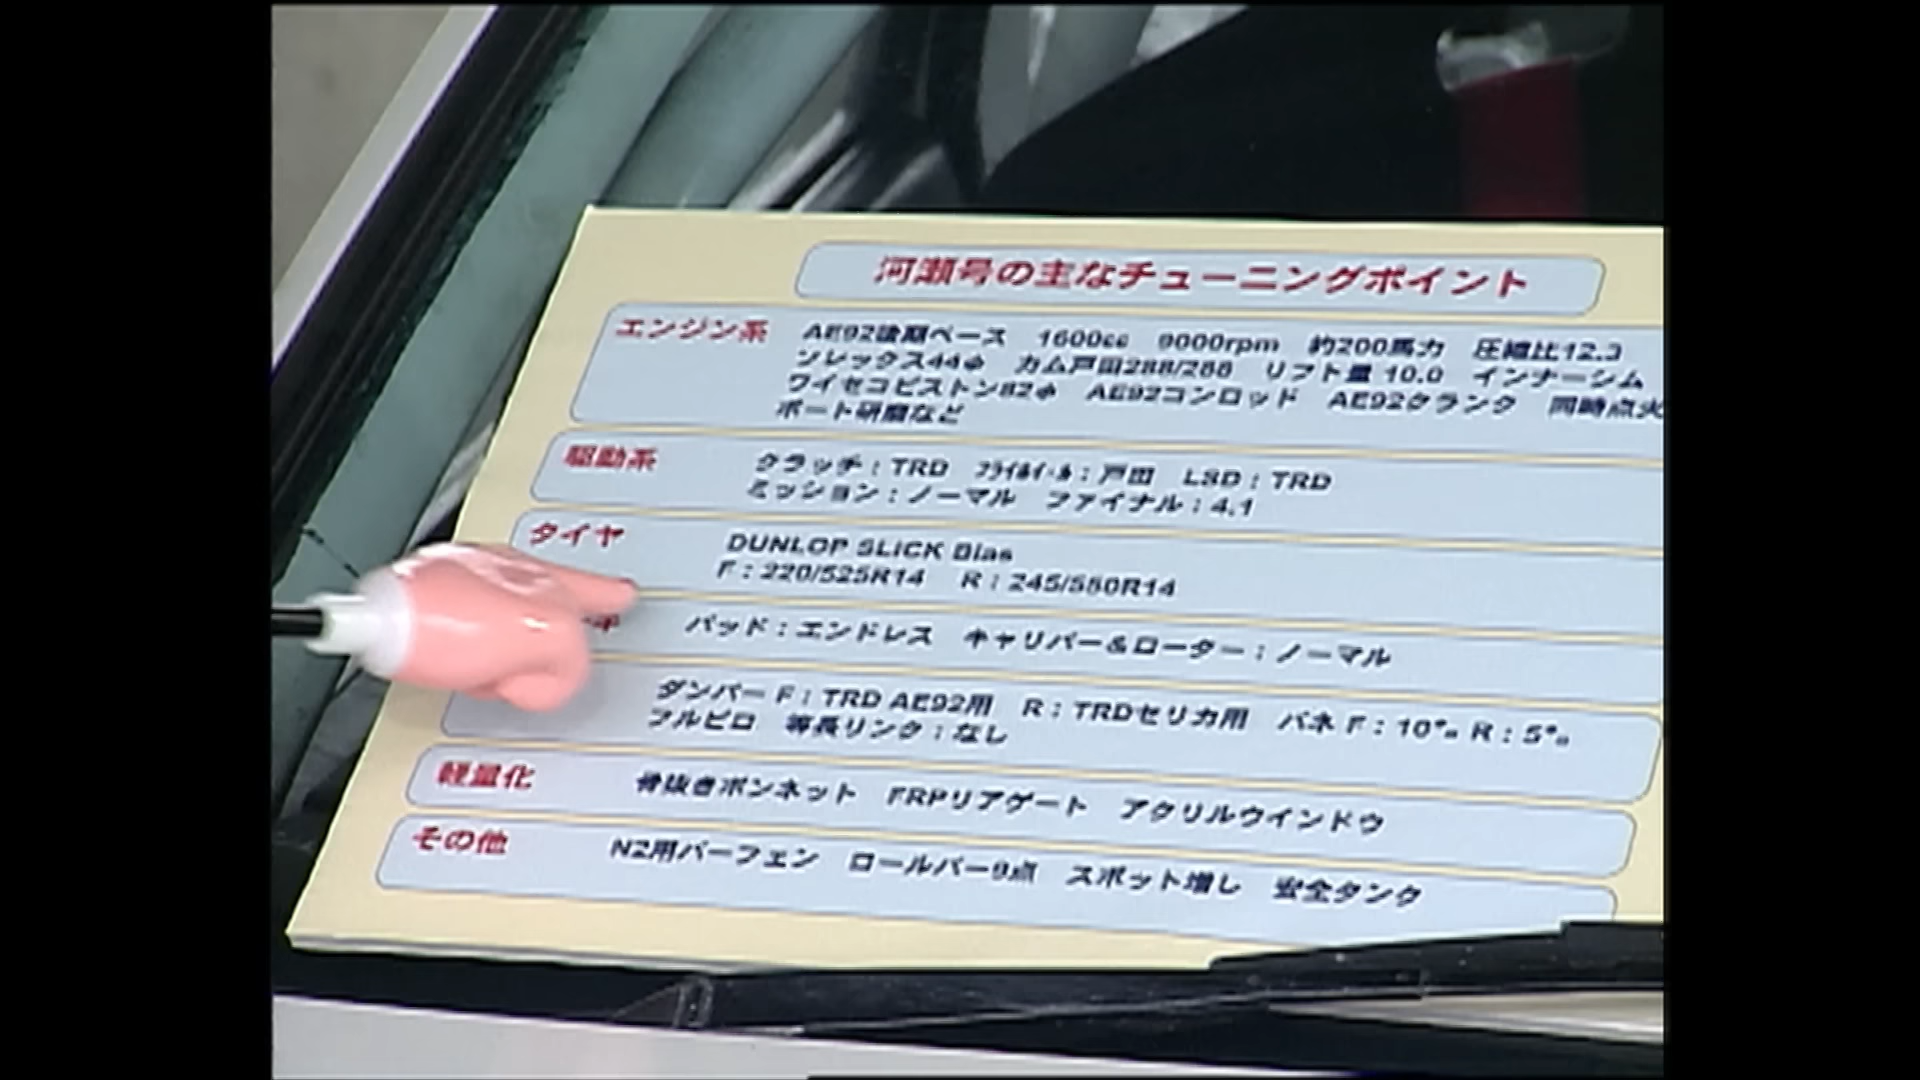 河瀬号の主なチューニングポイント
エンジン系 AE92後期ベース 1600cc 9000rpm 約200馬力 圧縮比12.3
ソレックス44φ カム戸田288/288 リフト量 10.0 インナーシム
ワイセコピストン82φ AE92コンロッド AE92クランク 同時点火
ポート研磨など
駆動系 クラッチ：TRD フライホイール：戸田 LSD：TRD
ミッション：ノーマル ファイナル：4.1
タイヤ DUNLOP SLICK Bias
F：220/525R14 R：245/550R14
パッド：エンドレス キャリパー＆ローター：ノーマル
ダンパー F：TRD AE92用 R：TRDセリカ用 バネ F：10 R：5
フルピロ 等長リンク：なし
軽量化 骨抜きボンネット FRPリアゲート アクリルウインドウ
その他 N2用バーフェン ロールバー9点 スポット増し 安全タンク